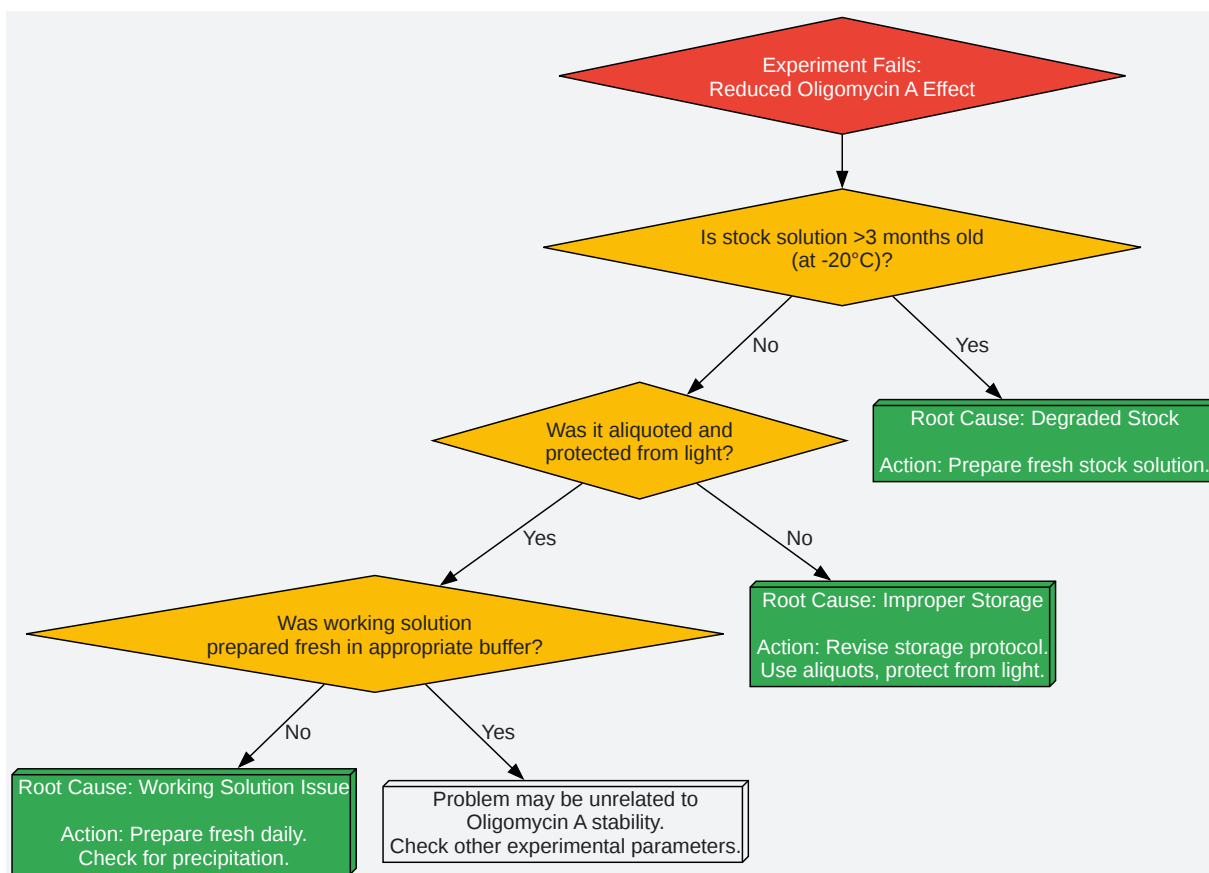 Experiment Fails:
Reduced Oligomycin A Effect
Is stock solution >3 months old
(at -20°C)?
No
Yes
Was it aliquoted and
protected from light?
Root Cause: Degraded Stock
Action: Prepare fresh stock solution.
Yes
No
Was working solution
prepared fresh in appropriate buffer?
Root Cause: Improper Storage
Action: Revise storage protocol.
Use aliquots, protect from light.
No
Yes
Root Cause: Working Solution Issue
Action: Prepare fresh daily.
Check for precipitation.
Problem may be unrelated to
Oligomycin A stability.
Check other experimental parameters.